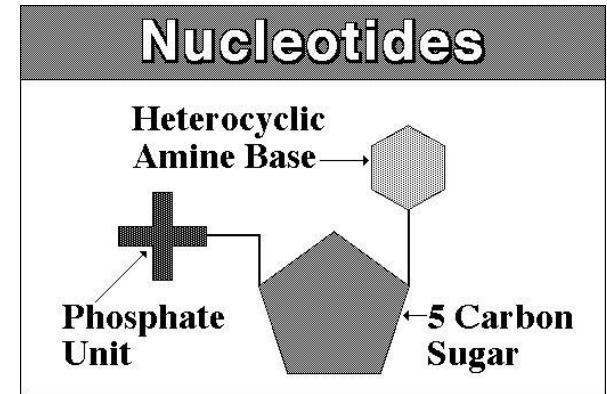 Nucleotides
Heterocyclic
Amine Base
Phosphate
Unit
5 Carbon
Sugar